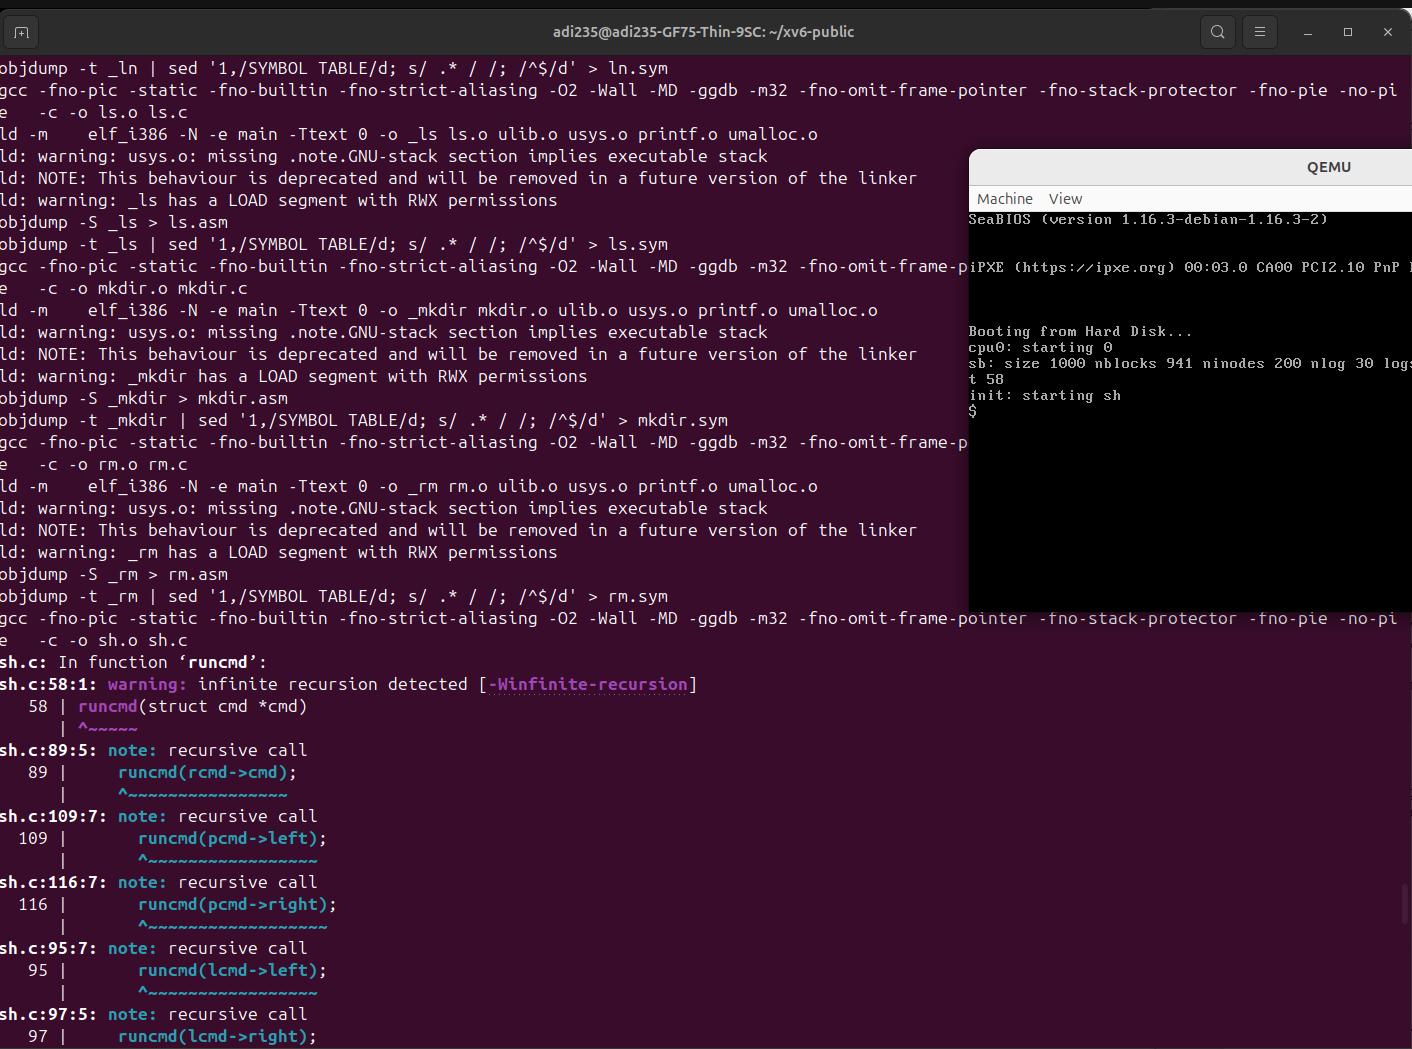 adi235@adi235-GF75-Thin-9SC: ~/xv6-public
objdump -t _ln | sed '1,/SYMBOL TABLE/d; s/ .* / /; /^$/d' > ln.sym
gcc -fno-pic -static -fno-builtin -fno-strict-aliasing -O2 -Wall -MD -ggdb -m32 -fno-omit-frame-pointer -fno-stack-protector -fno-pie -no-pi
e   -c -o ls.o ls.c
ld -m    elf_i386 -N -e main -Ttext 0 -o _ls ls.o ulib.o usys.o printf.o umalloc.o
ld: warning: usys.o: missing .note.GNU-stack section implies executable stack
ld: NOTE: This behaviour is deprecated and will be removed in a future version of the linker
ld: warning: _ls has a LOAD segment with RWX permissions
objdump -S _ls > ls.asm
objdump -t _ls | sed '1,/SYMBOL TABLE/d; s/ .* / /; /^$/d' > ls.sym
gcc -fno-pic -static -fno-builtin -fno-strict-aliasing -O2 -Wall -MD -ggdb -m32 -fno-omit-frame-p
e   -c -o mkdir.o mkdir.c
ld -m    elf_i386 -N -e main -Ttext 0 -o _mkdir mkdir.o ulib.o usys.o printf.o umalloc.o
ld: warning: usys.o: missing .note.GNU-stack section implies executable stack
ld: NOTE: This behaviour is deprecated and will be removed in a future version of the linker
ld: warning: _mkdir has a LOAD segment with RWX permissions
objdump -S _mkdir > mkdir.asm
objdump -t _mkdir | sed '1,/SYMBOL TABLE/d; s/ .* / /; /^$/d' > mkdir.sym
gcc -fno-pic -static -fno-builtin -fno-strict-aliasing -O2 -Wall -MD -ggdb -m32 -fno-omit-frame-p
e   -c -o rm.o rm.c
ld -m    elf_i386 -N -e main -Ttext 0 -o _rm rm.o ulib.o usys.o printf.o umalloc.o
ld: warning: usys.o: missing .note.GNU-stack section implies executable stack
ld: NOTE: This behaviour is deprecated and will be removed in a future version of the linker
ld: warning: _rm has a LOAD segment with RWX permissions
objdump -S _rm > rm.asm
objdump -t _rm | sed '1,/SYMBOL TABLE/d; s/ .* / /; /^$/d' > rm.sym
gcc -fno-pic -static -fno-builtin -fno-strict-aliasing -O2 -Wall -MD -ggdb -m32 -fno-omit-frame-pointer -fno-stack-protector -fno-pie -no-pi
e   -c -o sh.o sh.c
sh.c: In function ‘runcmd’:
sh.c:58:1: warning: infinite recursion detected [-Winfinite-recursion]
   58 | runcmd(struct cmd *cmd)
      | ^~~~~~
sh.c:89:5: note: recursive call
   89 |     runcmd(rcmd->cmd);
      |     ^~~~~~~~~~~~~~~~~
sh.c:109:7: note: recursive call
  109 |       runcmd(pcmd->left);
      |       ^~~~~~~~~~~~~~~~~~
sh.c:116:7: note: recursive call
  116 |       runcmd(pcmd->right);
      |       ^~~~~~~~~~~~~~~~~~~
sh.c:95:7: note: recursive call
   95 |       runcmd(lcmd->left);
      |       ^~~~~~~~~~~~~~~~~~
sh.c:97:5: note: recursive call
   97 |     runcmd(lcmd->right);
QEMU
Machine View
SeaBIOS (version 1.16.3-debian-1.16.3-2)
iPXE (https://ipxe.org) 00:03.0 CA00 PCI2.10 PnP
Booting from Hard Disk...
cpu0: starting 0
sb: size 1000 nblocks 941 ninodes 200 nlog 30 logs
t 58
init: starting sh
$